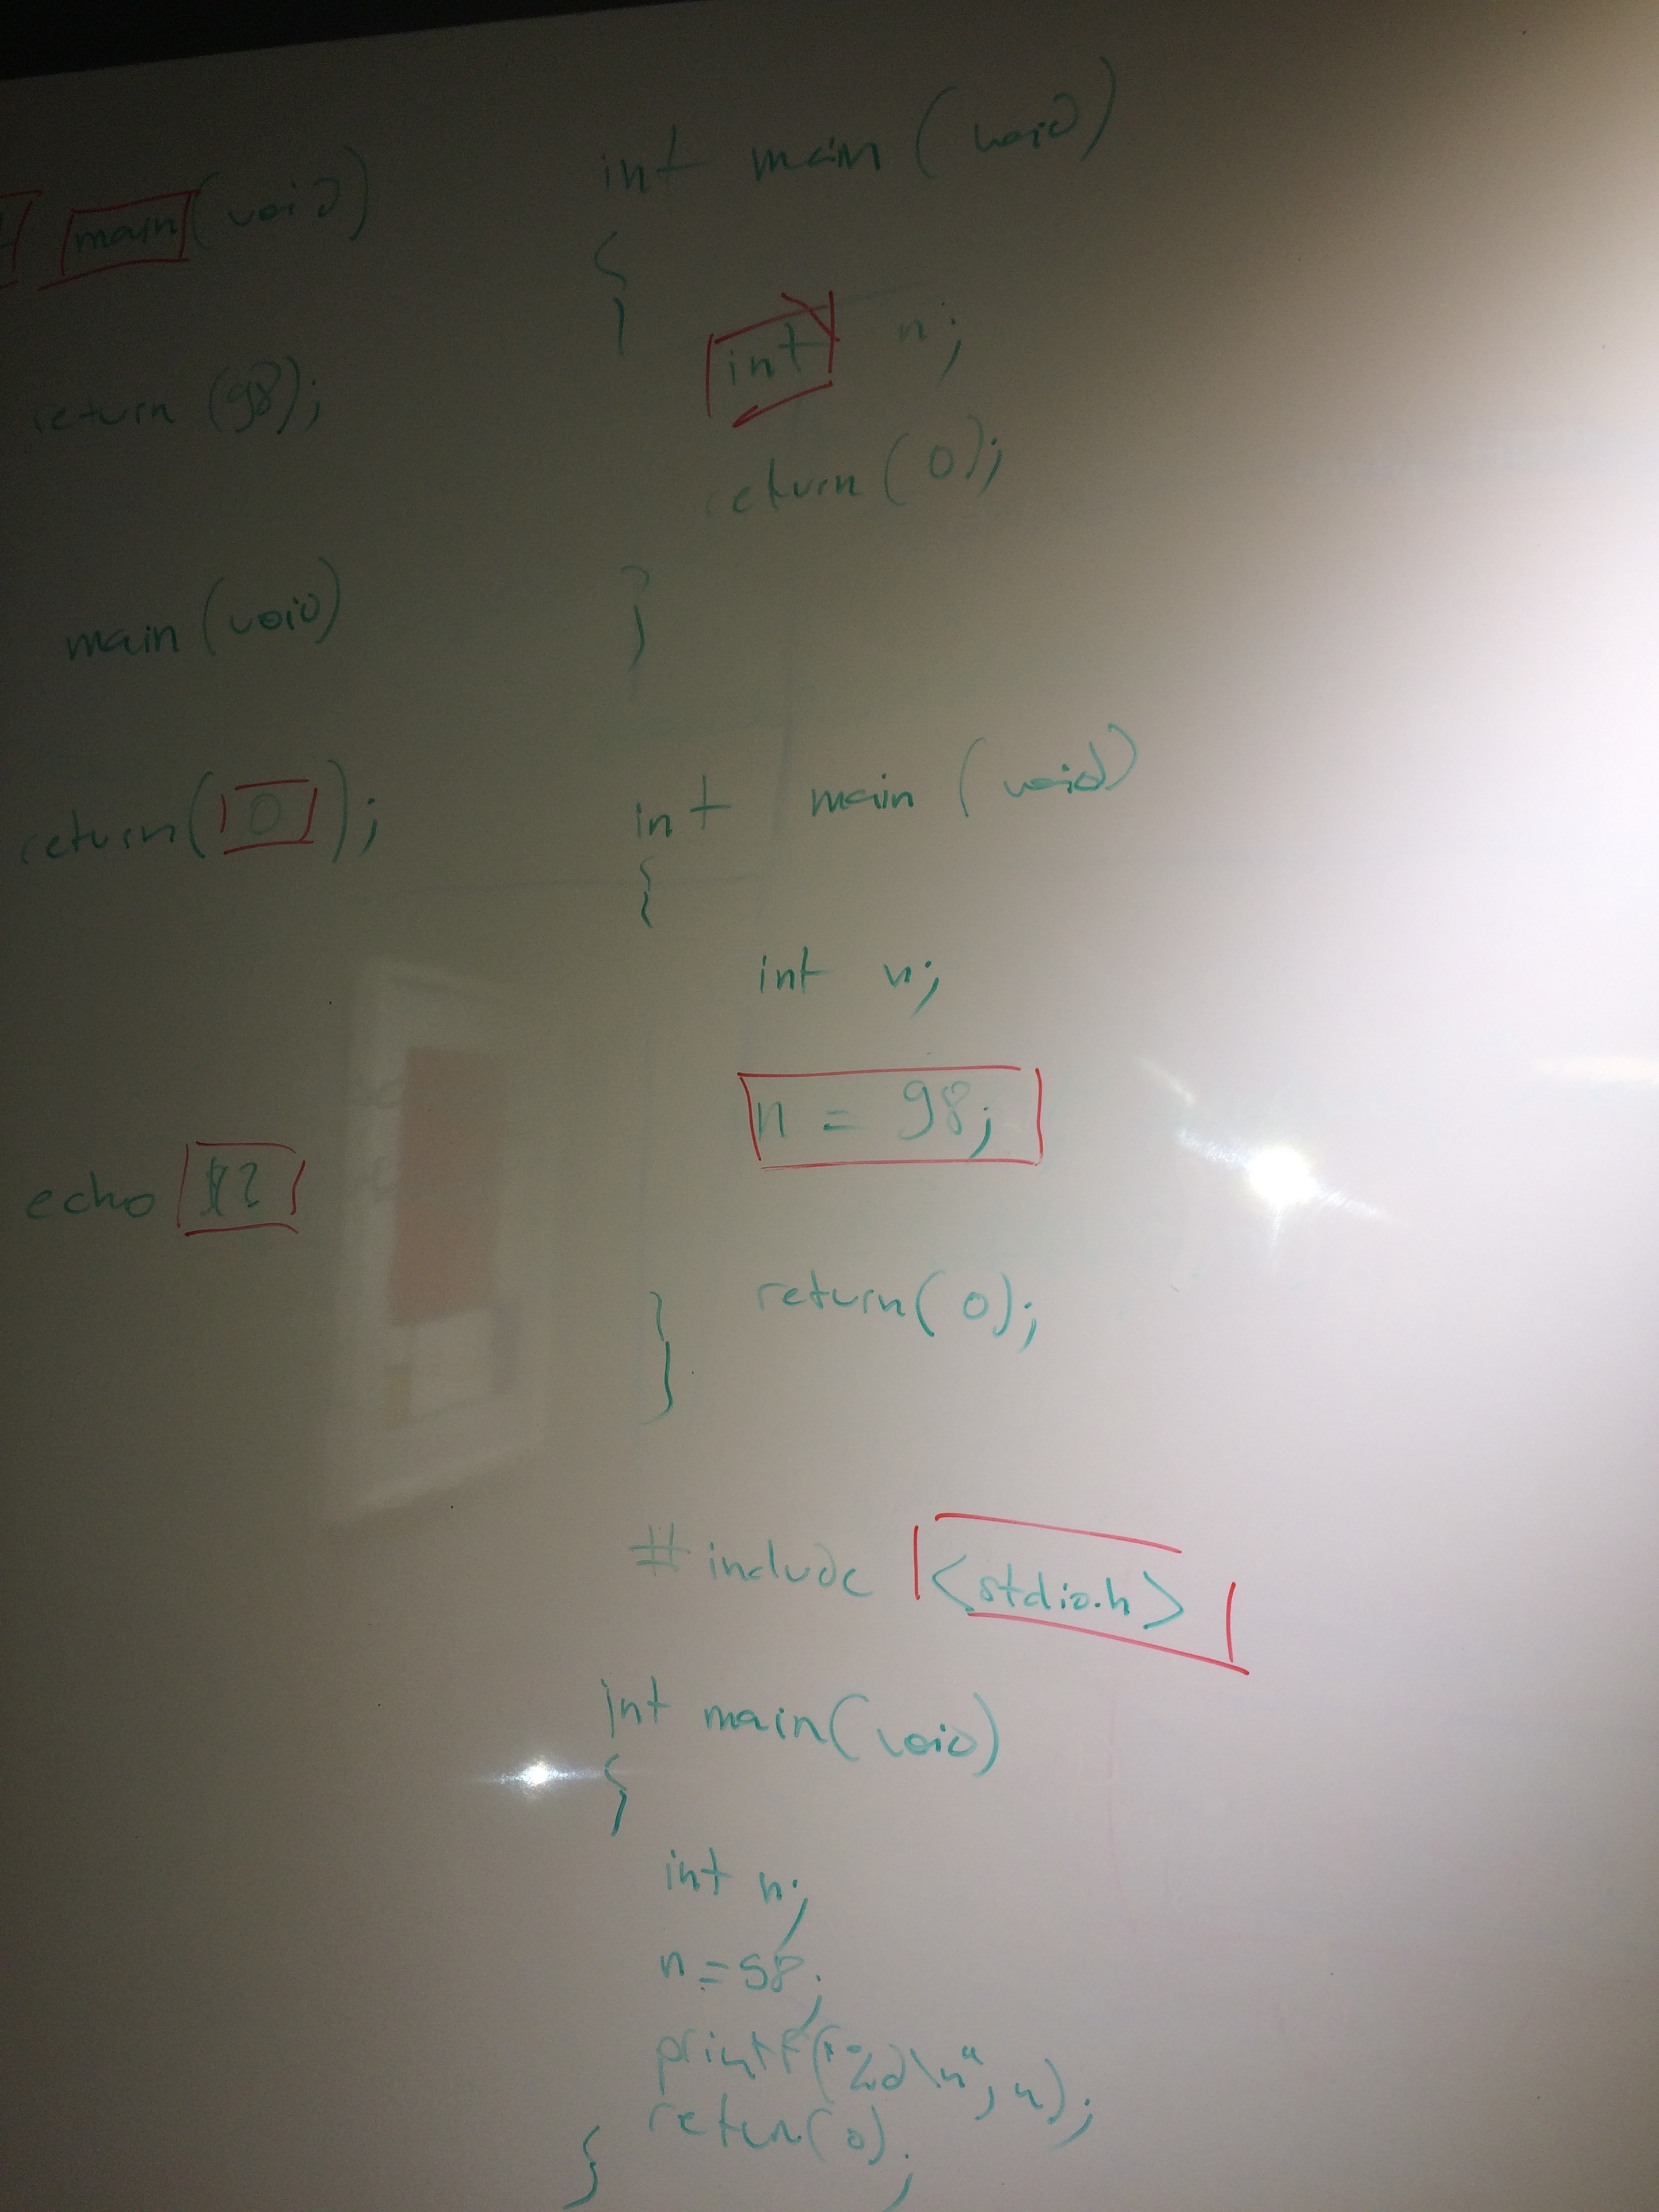 main(void)
return (98);
main (void)
return(0);
echo $?
int main (void)
{
int n;
return (0);
}
int main (void)
{
int n;
n = 98;
return(0);
}
#include <stdio.h>
int main(void)
{
int n;
n = 98;
printf("%d\n", n);
return(0);
}